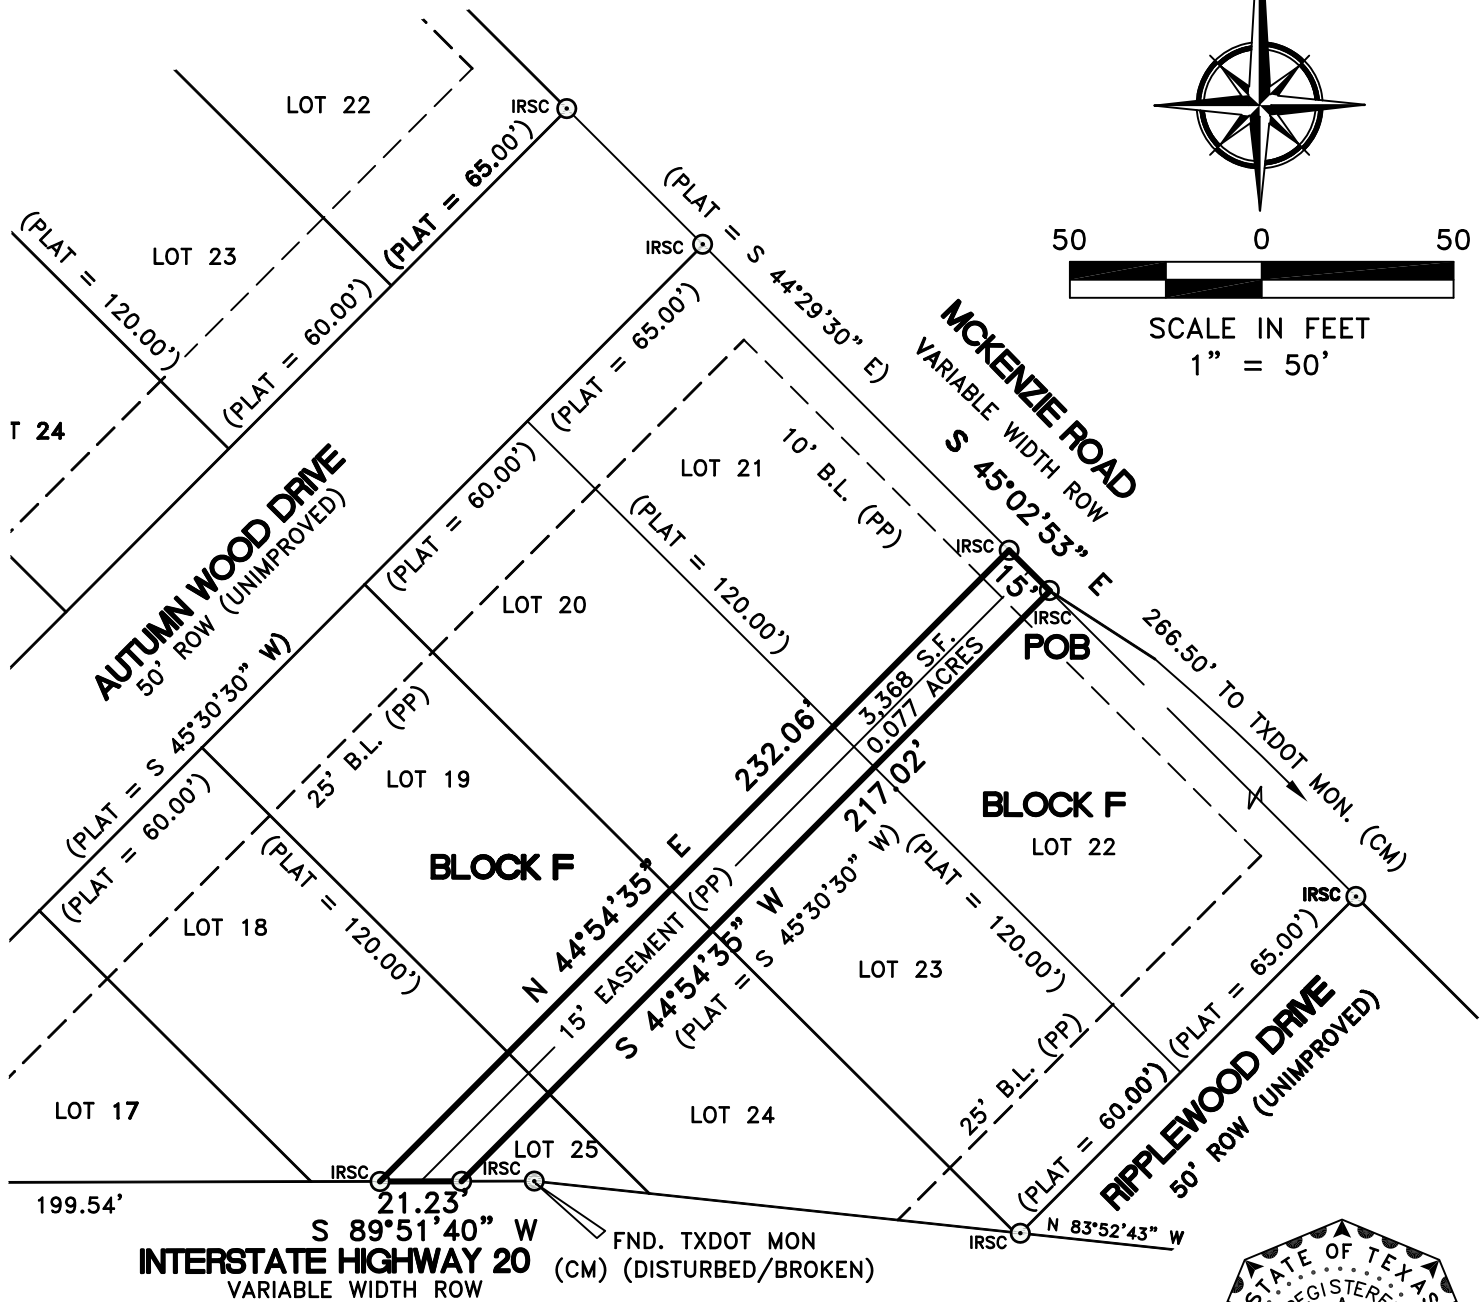 LOT 22
IRSC
(PLAT = 65.00')
(PLAT = S 44°29'30" E)
50 0 50
SCALE IN FEET
1" = 50'
(PLAT = 120.00')
LOT 23
(PLAT = 60.00')
IRSC
(PLAT = 65.00')
MCKENZIE ROAD
VARIABLE WIDTH ROW
S 45°02'53" E
T 24
AUTUMN WOOD DRIVE
50' ROW (UNIMPROVED)
(PLAT = 60.00')
LOT 21
10' B.L. (PP)
(PLAT = 120.00')
IRSC
15'
IRSC
POB
266.50' TO TXDOT MON. (CM)
LOT 20
(PLAT = S 45°30'30" W)
25' B.L. (PP)
3,368 S.F.
0.077 ACRES
232.06'
217.02'
(PLAT = 60.00')
LOT 19
BLOCK F
BLOCK F
LOT 22
(PLAT = 120.00')
LOT 18
N 44°54'35" E
15' EASEMENT (PP)
S 44°54'35" W
(PLAT = S 45°30'30" W)
(PLAT = 120.00')
IRSC
(PLAT = 65.00')
LOT 23
RIPPLEWOOD DRIVE
50' ROW (UNIMPROVED)
25' B.L. (PP)
(PLAT = 60.00')
LOT 17
LOT 24
LOT 25
IRSC
IRSC
199.54'
21.23'
S 89°51'40" W
INTERSTATE HIGHWAY 20
VARIABLE WIDTH ROW
FND. TXDOT MON
(CM) (DISTURBED/BROKEN)
IRSC
N 83°52'43" W
STATE OF TEXAS